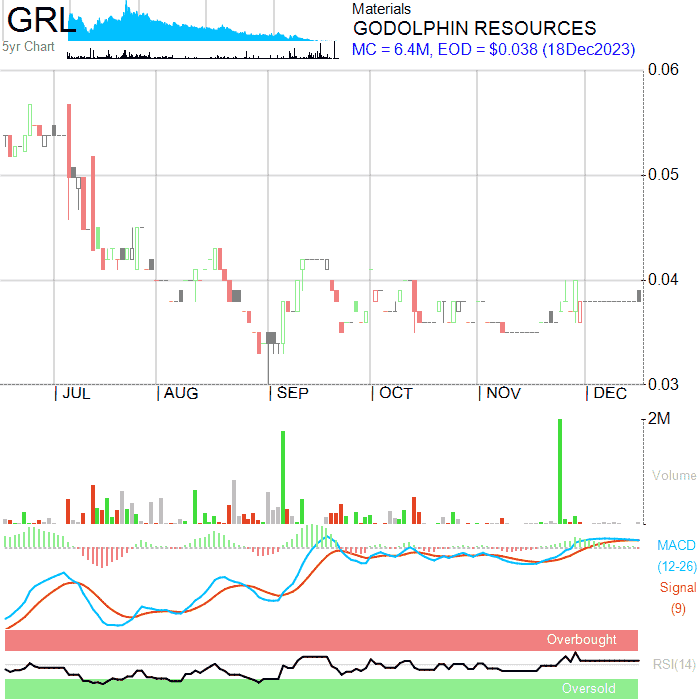 GRL
5yr Chart
Materials
GODOLPHIN RESOURCES
MC = 6.4M, EOD = $0.038 (18Dec2023)
0.06
0.05
0.04
0.03
JUL AUG SEP OCT NOV DEC
2M
Volume
MACD
(12-26)
Signal
(9)
Overbought
RSI(14)
Oversold